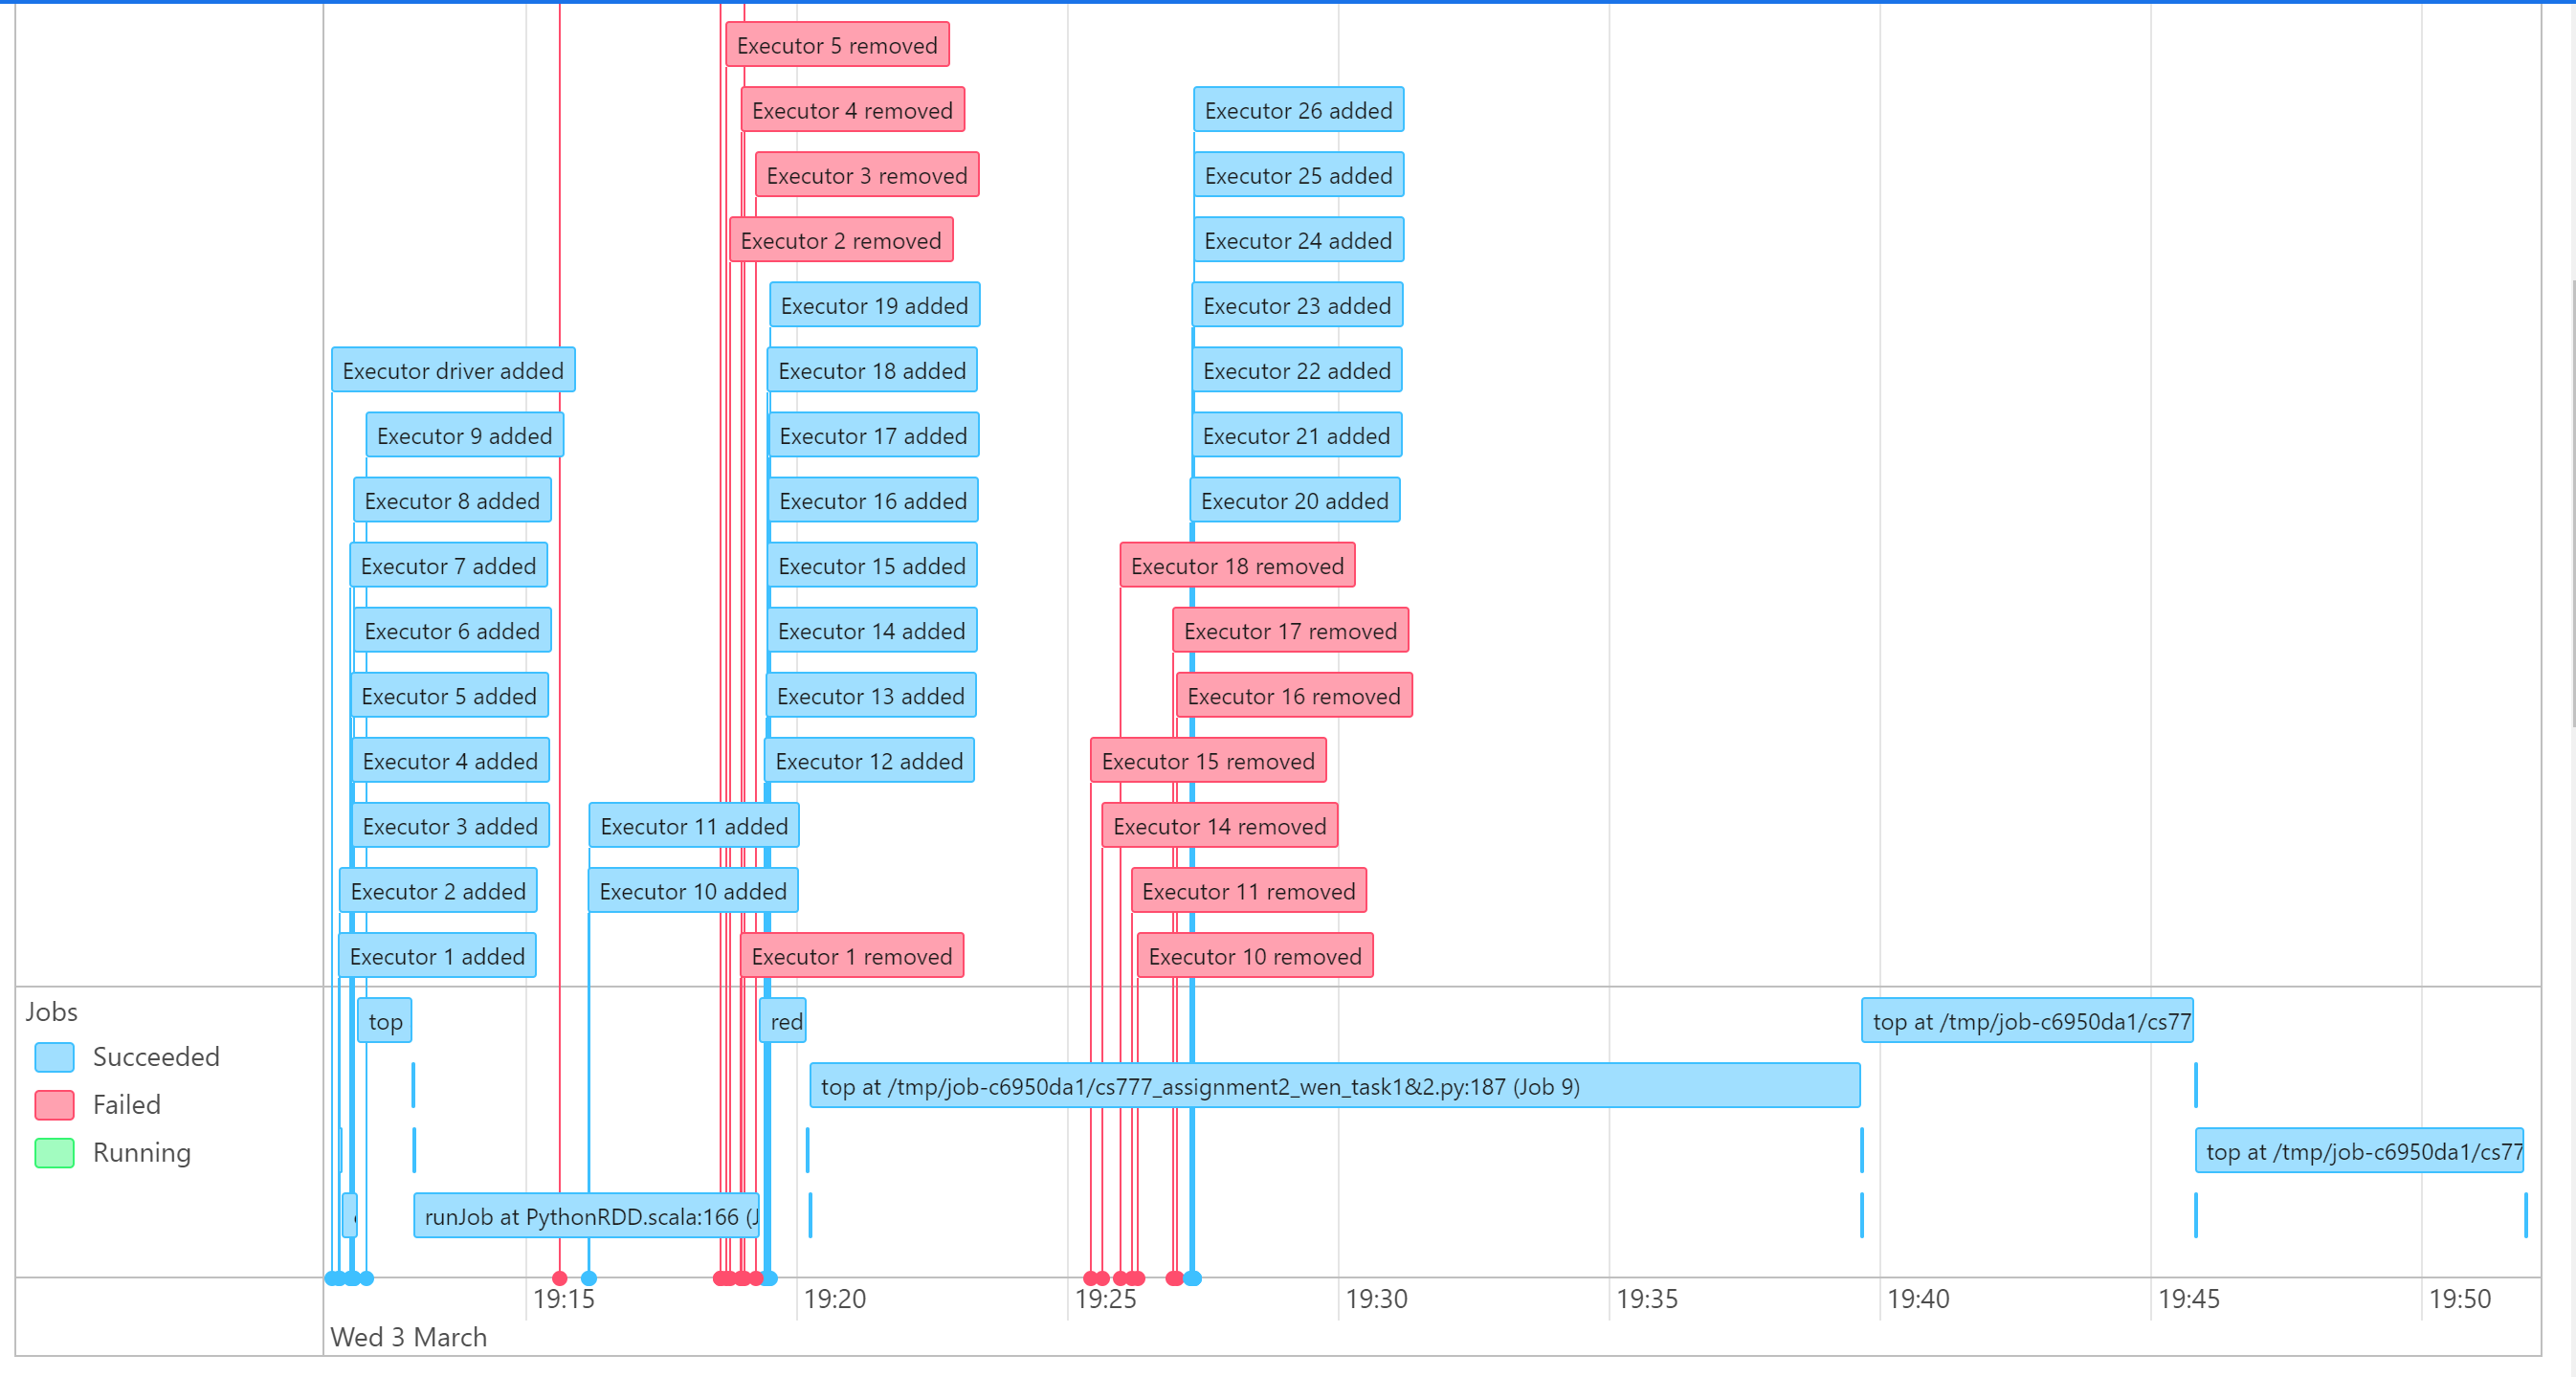 Executor 5 removed
Executor 4 removed
Executor 26 added
Executor 3 removed
Executor 25 added
Executor 2 removed
Executor 24 added
Executor 19 added
Executor 23 added
Executor driver added
Executor 18 added
Executor 22 added
Executor 9 added
Executor 17 added
Executor 21 added
Executor 8 added
Executor 16 added
Executor 20 added
Executor 7 added
Executor 15 added
Executor 18 removed
Executor 6 added
Executor 14 added
Executor 17 removed
Executor 5 added
Executor 13 added
Executor 16 removed
Executor 4 added
Executor 12 added
Executor 15 removed
Executor 3 added
Executor 11 added
Executor 14 removed
Executor 2 added
Executor 10 added
Executor 11 removed
Executor 1 added
Executor 1 removed
Executor 10 removed
Jobs
Succeeded
Failed
Running
top
red
top at /tmp/job-c6950da1/cs77
top at /tmp/job-c6950da1/cs777_assignment2_wen_task1&2.py:187 (Job 9)
top at /tmp/job-c6950da1/cs77
runJob at PythonRDD.scala:166 (J
19:15
19:20
19:25
19:30
19:35
19:40
19:45
19:50
Wed 3 March